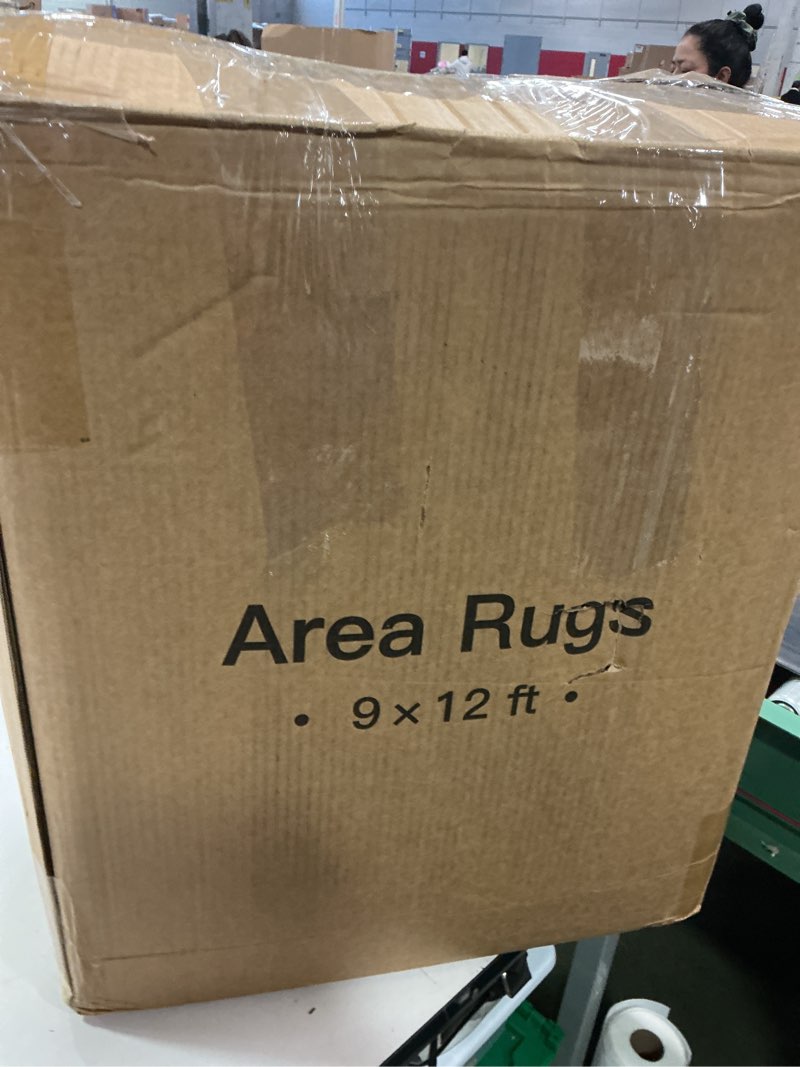 Area Rugs
• 9 × 12 ft •